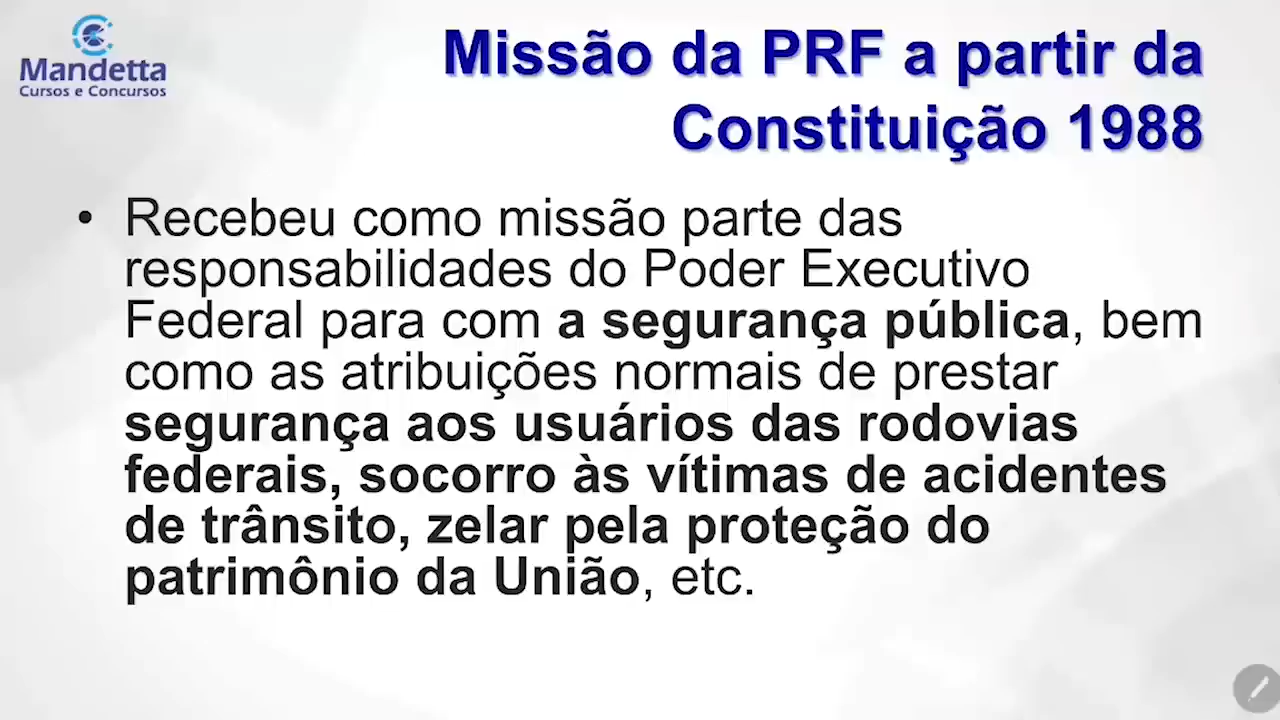 Mandetta
Cursos e Concursos
Missão da PRF a partir da
Constituição 1988
• Recebeu como missão parte das
responsabilidades do Poder Executivo
Federal para com a segurança pública, bem
como as atribuições normais de prestar
segurança aos usuários das rodovias
federais, socorro às vítimas de acidentes
de trânsito, zelar pela proteção do
patrimônio da União, etc.